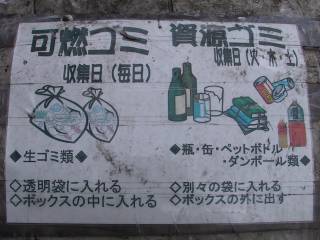 可燃ゴミ
収集日（毎日）
◆生ゴミ類◆
◇透明袋に入れる
◇ボックスの中に入れる
資源ゴミ
収集日（火・木・土）
◆瓶・缶・ペットボトル・
ダンボール類◆
◇別々の袋に入れる
◇ボックスの外に出す